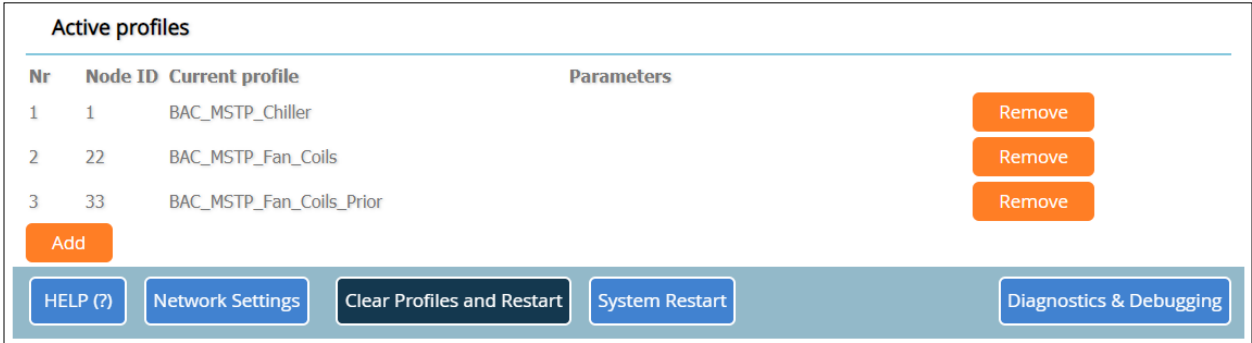 Active profiles
Nr Node ID Current profile Parameters
1 1 BAC_MSTP_Chiller Remove
2 22 BAC_MSTP_Fan_Coils Remove
3 33 BAC_MSTP_Fan_Coils_Prior Remove
Add
HELP (?) Network Settings Clear Profiles and Restart System Restart Diagnostics & Debugging